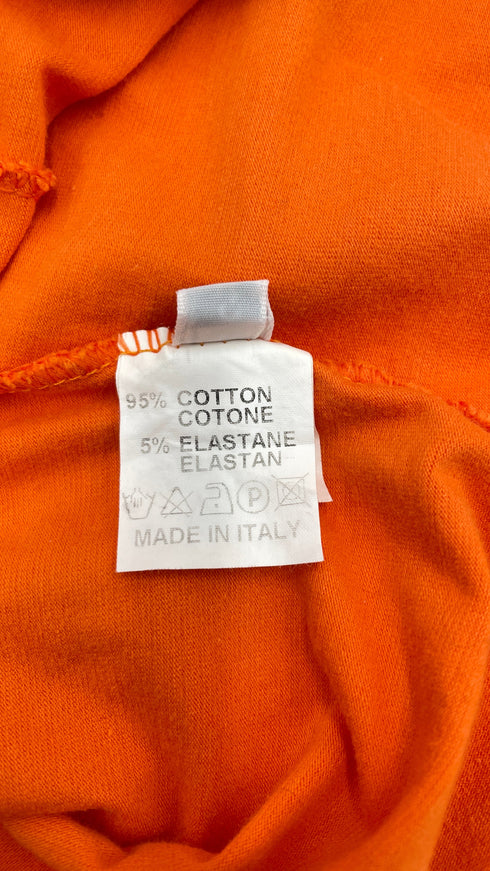 95% COTTON
COTONE
5% ELASTANE
ELASTAN
P
MADE IN ITALY